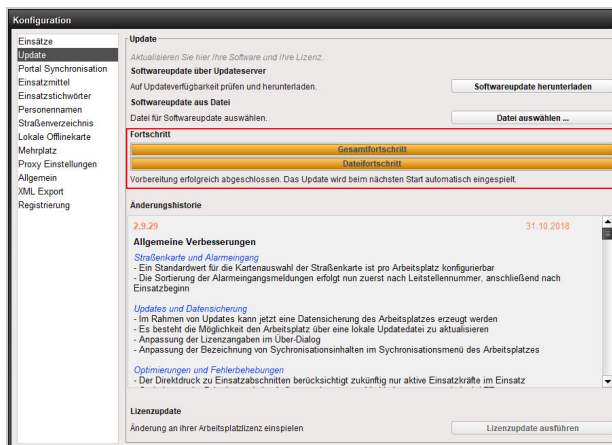 Konfiguration
Einsätze
Update
Portal Synchronisation
Einsatzmittel
Einsatzstichwörter
Personennamen
Straßenverzeichnis
Lokale Offlinekarte
Mehrplatz
Proxy Einstellungen
Allgemein
XML Export
Registrierung
Update
Aktualisieren Sie hier Ihre Software und Ihre Lizenz.
Softwareupdate über Updateserver
Auf Updateverfügbarkeit prüfen und herunterladen.
Softwareupdate herunterladen
Softwareupdate aus Datei
Datei für Softwareupdate auswählen.
Datei auswählen ...
Fortschritt
Gesamtfortschritt
Dateifortschritt
Vorbereitung erfolgreich abgeschlossen. Das Update wird beim nächsten Start automatisch eingespielt.
Änderungshistorie
2.9.29 31.10.2018
Allgemeine Verbesserungen
Straßenkarte und Alarmeingang
- Ein Standardwert für die Kartenauswahl der Straßenkarte ist pro Arbeitsplatz konfigurierbar
- Die Sortierung der Alarmeingangsmeldungen erfolgt nun zuerst nach Leitstellennummer, anschließend nach
Einsatzbeginn
Updates und Datensicherung
- Im Rahmen von Updates kann jetzt eine Datensicherung des Arbeitsplatzes erzeugt werden
- Es besteht die Möglichkeit den Arbeitsplatz über eine lokale Updatedatei zu aktualisieren
- Anpassung der Lizenzangaben im Über-Dialog
- Anpassung der Bezeichnung von Sychronisationsinhalten im Sychronisationsmenü des Arbeitsplatzes
Optimierungen und Fehlerbehebungen
- Der Direktdruck zu Einsatzabschnitten berücksichtigt zukünftig nur aktive Einsatzkräfte im Einsatz
Lizenzupdate
Änderung an ihrer Arbeitsplatzlizenz einspielen
Lizenzupdate ausführen